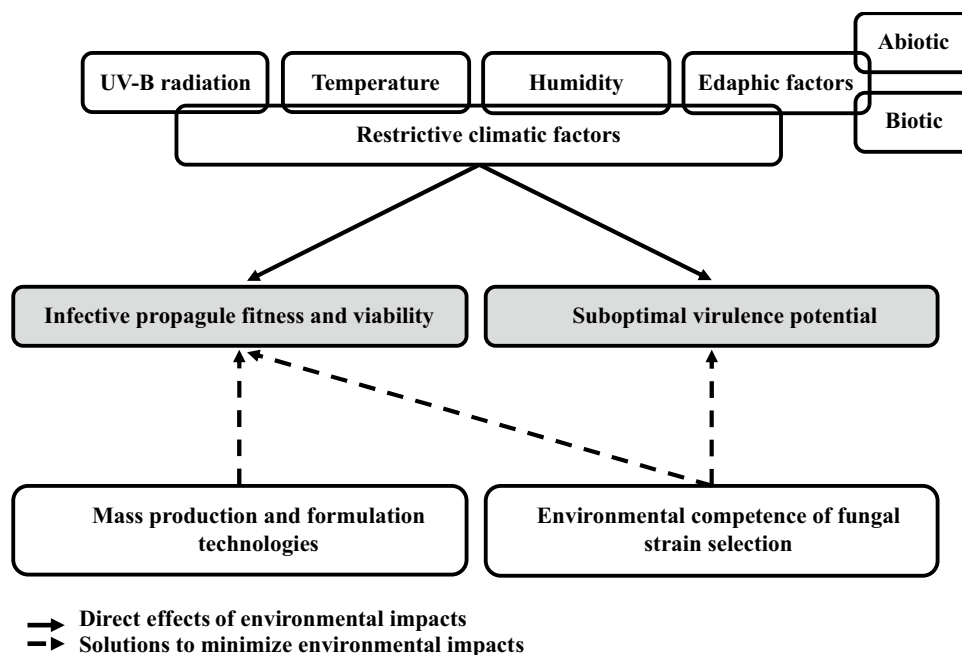 Abiotic
UV-B radiation
Temperature
Humidity
Edaphic factors
Biotic
Restrictive climatic factors
Infective propagule fitness and viability
Suboptimal virulence potential
Mass production and formulation
technologies
Environmental competence of fungal
strain selection
Direct effects of environmental impacts
Solutions to minimize environmental impacts